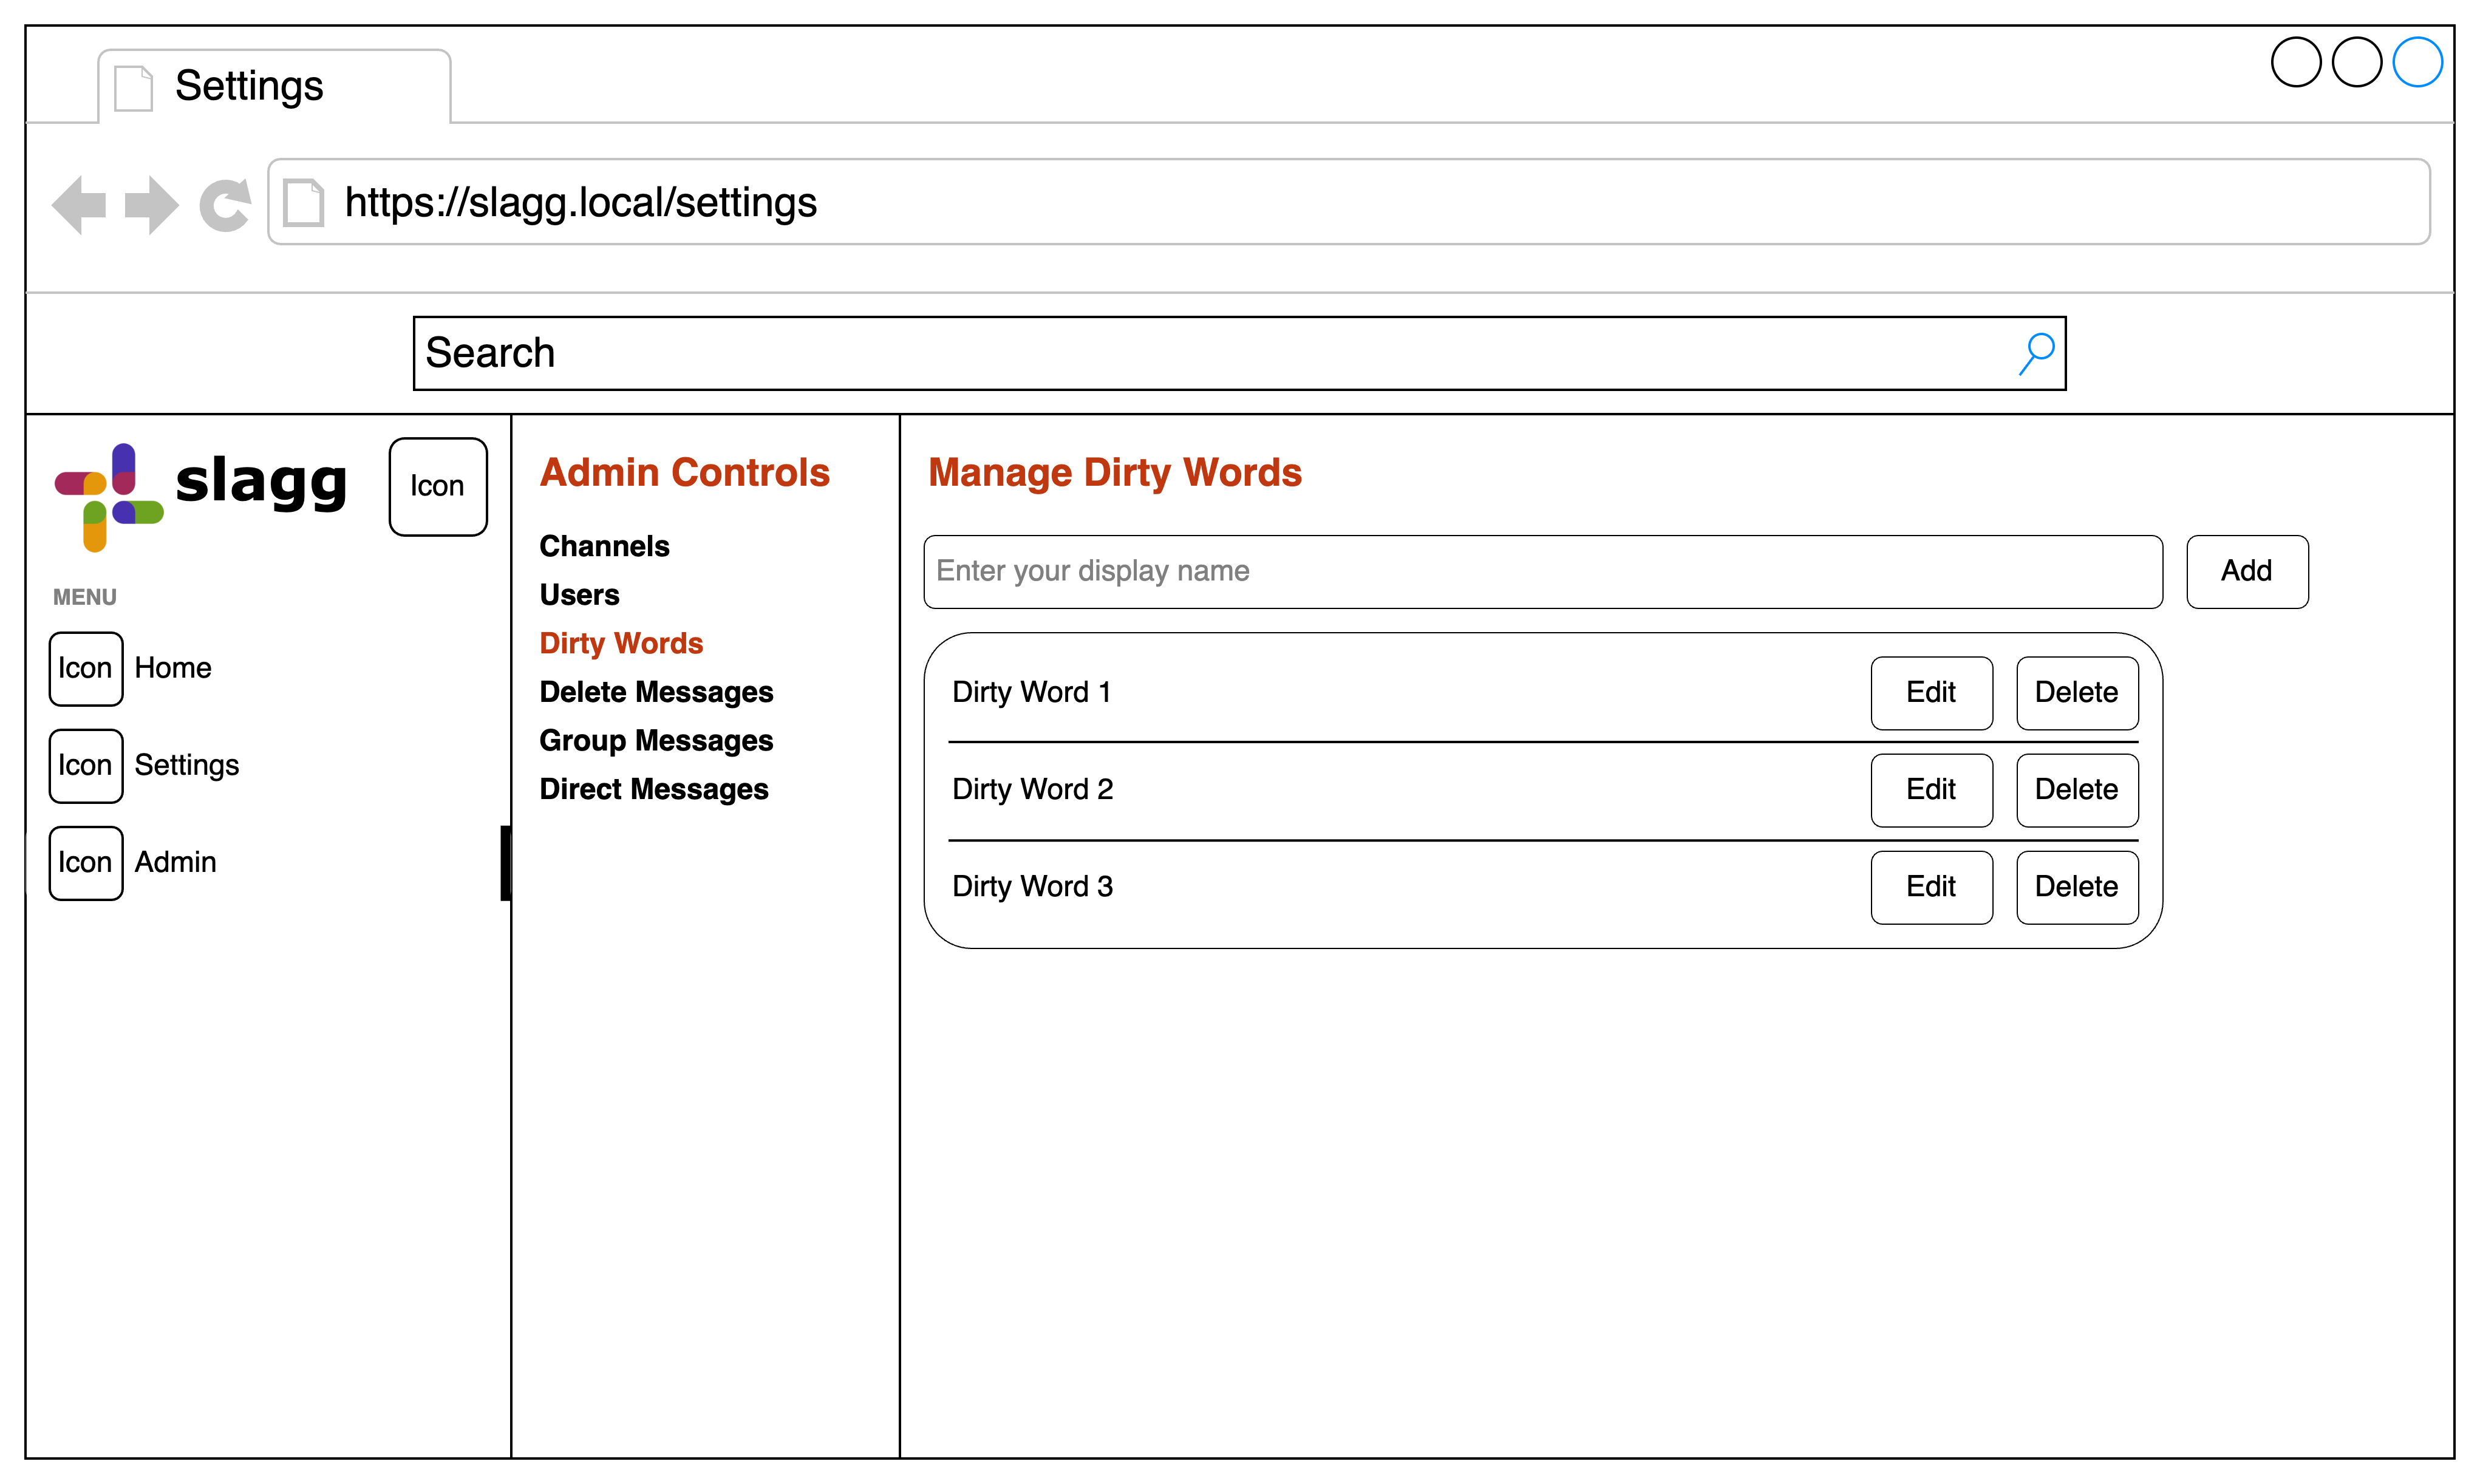 Settings
https://slagg.local/settings
Search
slagg
Icon
MENU
Icon Home
Icon Settings
Icon Admin
Admin Controls
Channels
Users
Dirty Words
Delete Messages
Group Messages
Direct Messages
Manage Dirty Words
Enter your display name
Add
Dirty Word 1 Edit Delete
Dirty Word 2 Edit Delete
Dirty Word 3 Edit Delete